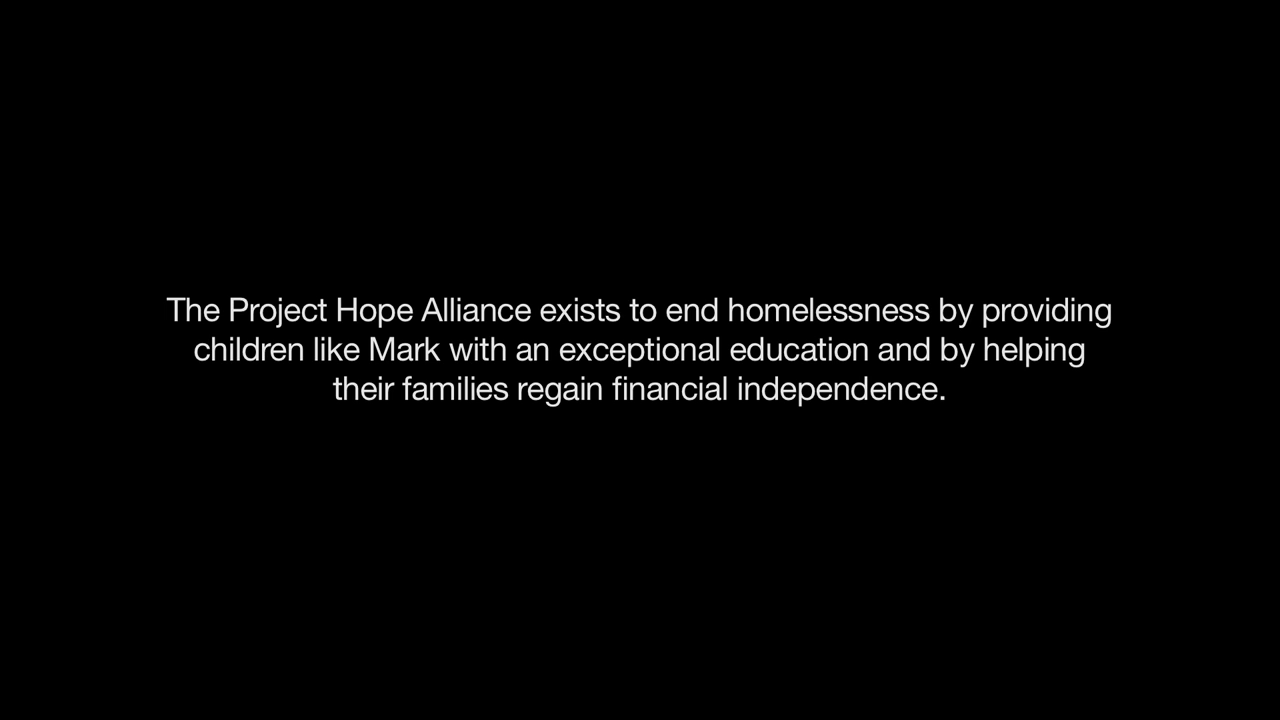 The Project Hope Alliance exists to end homelessness by providing
children like Mark with an exceptional education and by helping
their families regain financial independence.